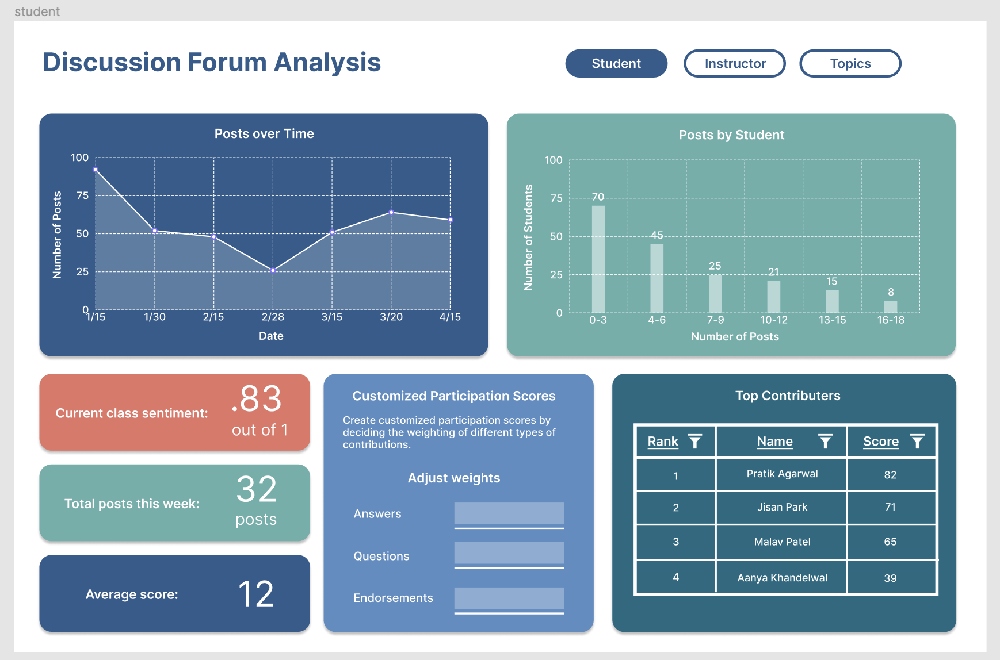 student
Discussion Forum Analysis
Student
Instructor
Topics
Posts over Time
Number of Posts
100
75
50
25
0
1/15 1/30 2/15 2/28 3/15 3/20 4/15
Date
Posts by Student
Number of Students
100
75
50
25
0
70
45
25
21
15
8
0-3 4-6 7-9 10-12 13-15 16-18
Number of Posts
Current class sentiment:
.83
out of 1
Total posts this week:
32
posts
Average score:
12
Customized Participation Scores
Create customized participation scores by
deciding the weighting of different types of
contributions.
Adjust weights
Answers
Questions
Endorsements
Top Contributers
Rank Name Score
1 Pratik Agarwal 82
2 Jisan Park 71
3 Malav Patel 65
4 Aanya Khandelwal 39